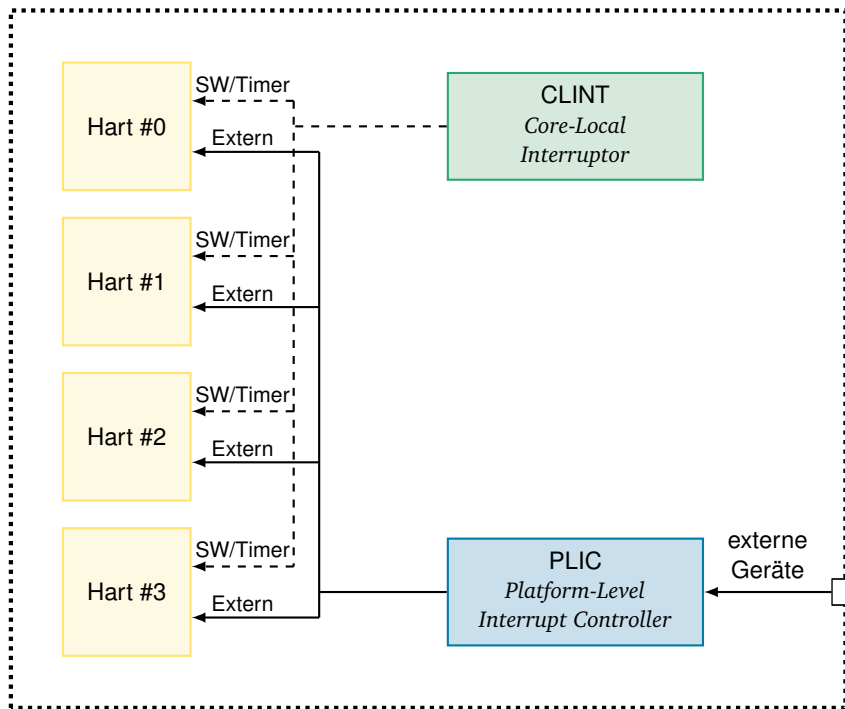 SW/Timer
Hart #0
Extern
CLINT
Core-Local
Interruptor
SW/Timer
Hart #1
Extern
SW/Timer
Hart #2
Extern
SW/Timer
Hart #3
Extern
PLIC
Platform-Level
Interrupt Controller
externe
Geräte